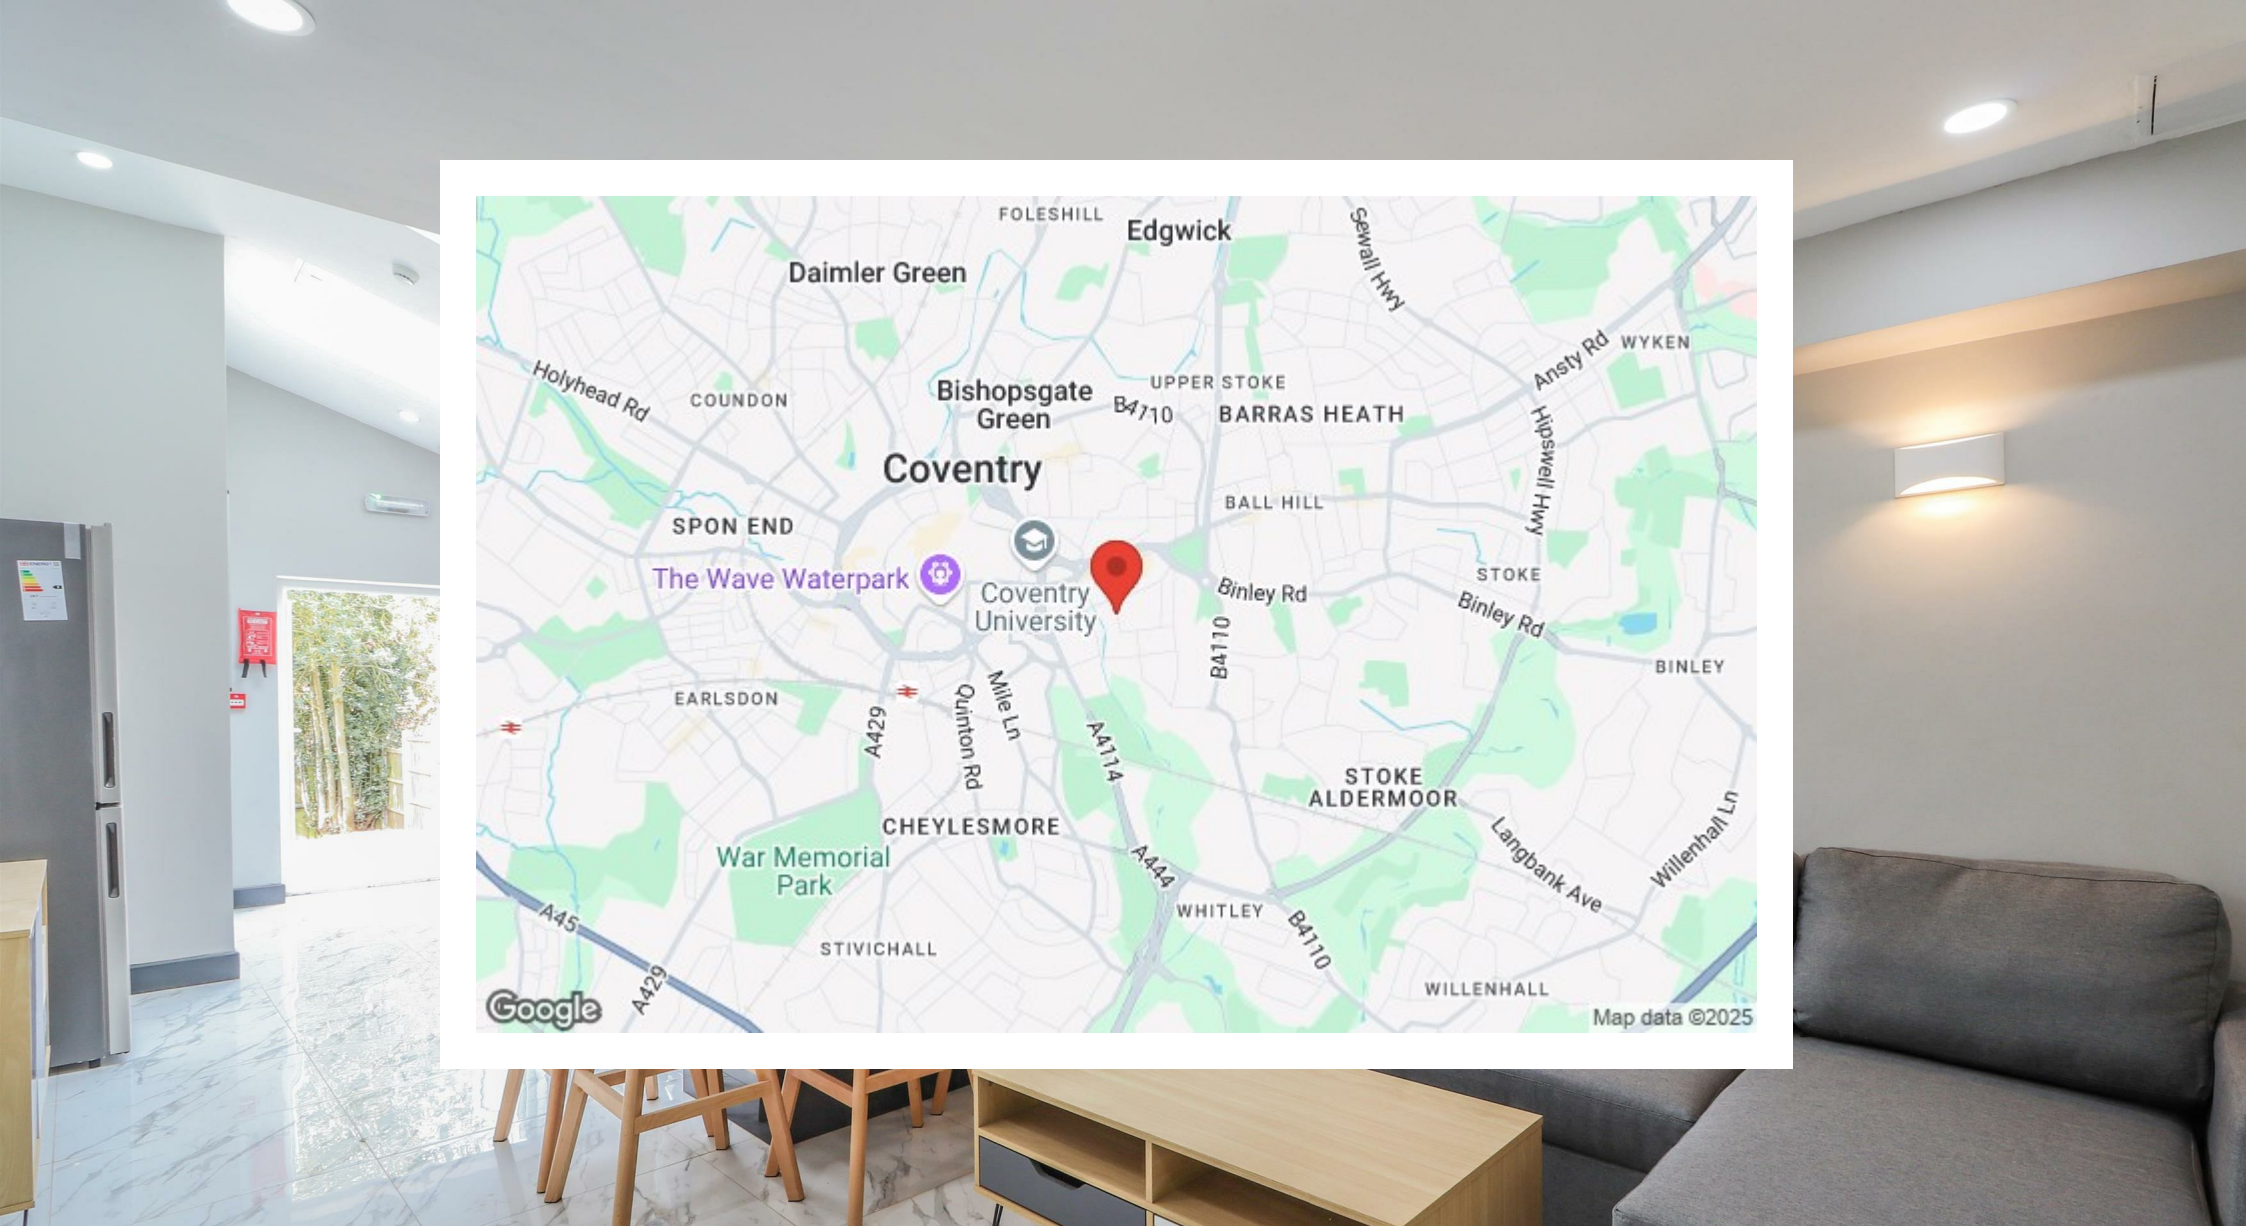 FOLESHILL
Edgwick
Sewall Hwy
Daimler Green
Ansty Rd
WYKEN
Holyhead Rd
COUNDON
Bishopsgate
Green
UPPER STOKE
B4110
BARRAS HEATH
Hipswell Hwy
Coventry
BALL HILL
SPON END
The Wave Waterpark
Coventry
University
Binley Rd
STOKE
Binley Rd
B4110
BINLEY
EARLSDON
A429
Quinton Rd
Mile Ln
A4114
STOKE
ALDERMOOR
CHEYLESMORE
War Memorial
Park
A444
Langbank Ave
Willenhall Ln
A45
WHITLEY
B4110
STIVICHALL
A429
WILLENHALL
Google
Map data ©2025